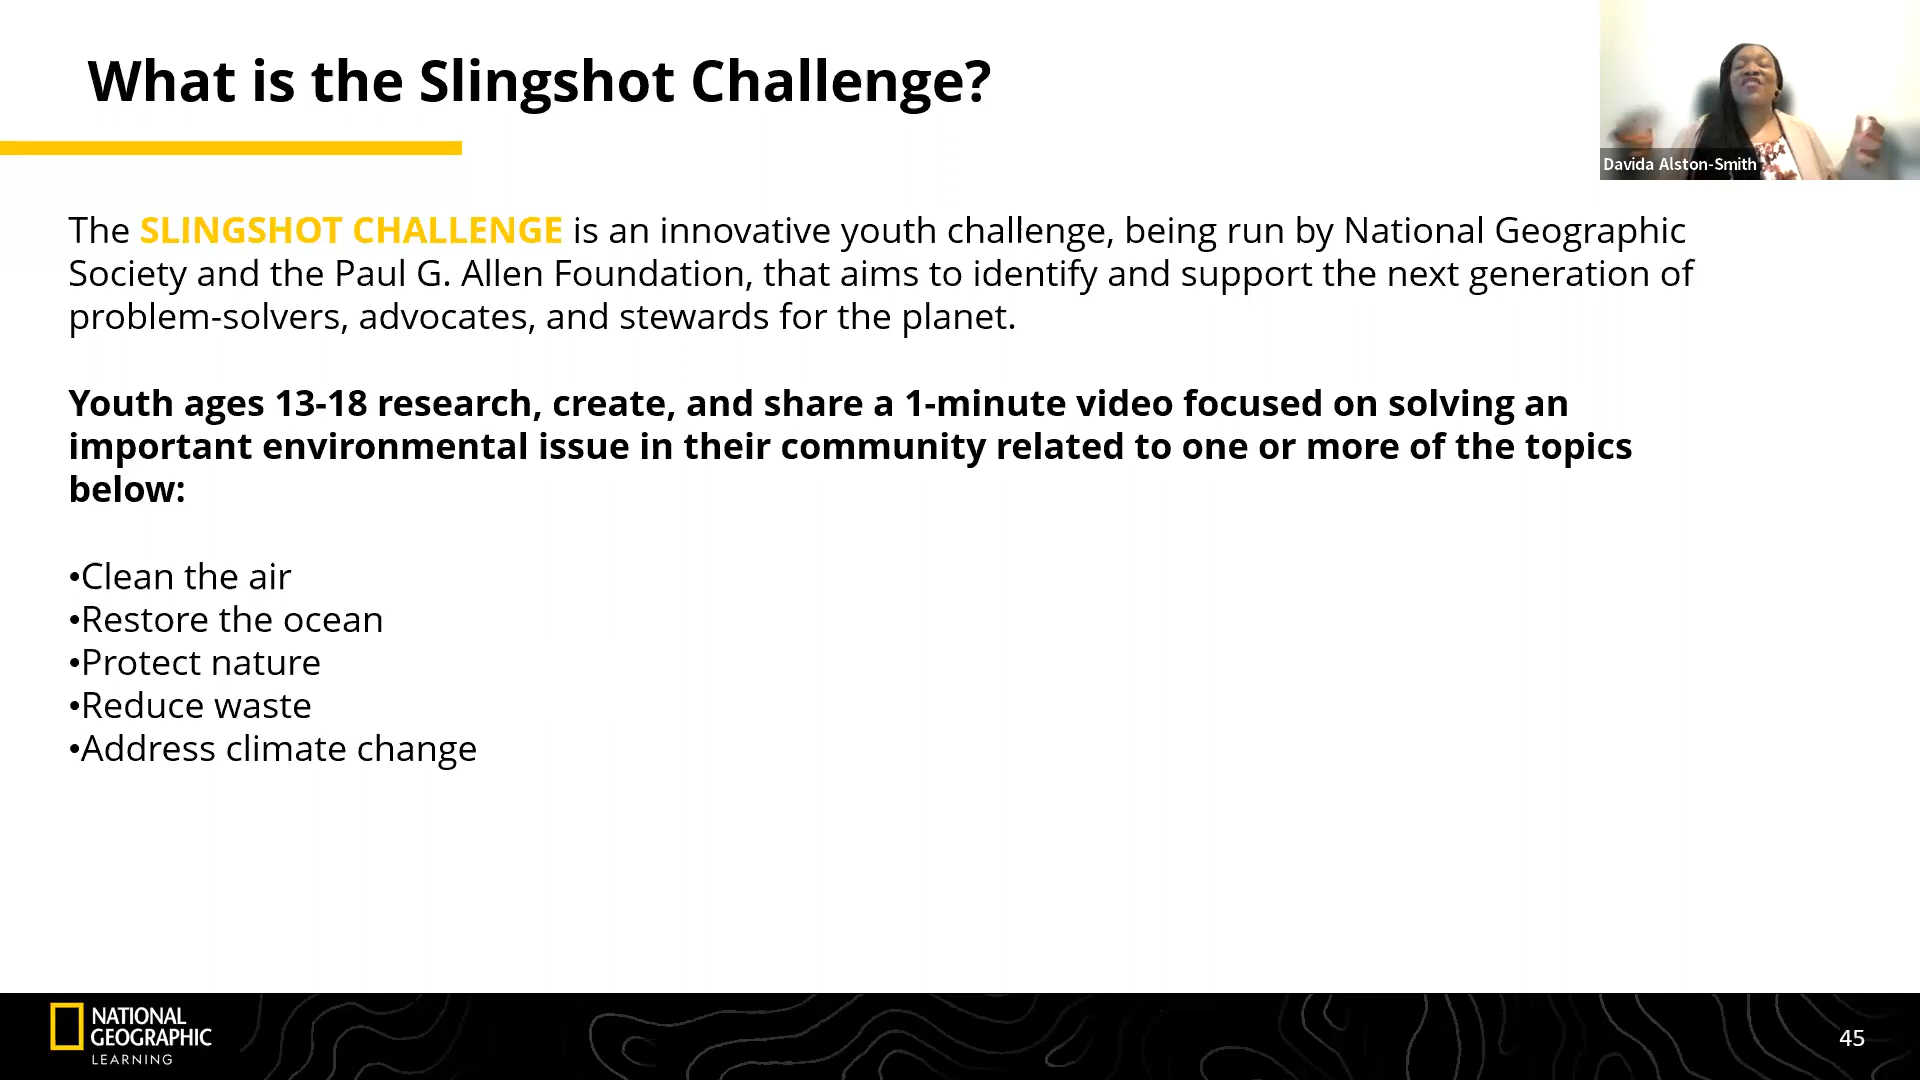 What is the Slingshot Challenge?
Davida Alston-Smith
The SLINGSHOT CHALLENGE is an innovative youth challenge, being run by National Geographic
Society and the Paul G. Allen Foundation, that aims to identify and support the next generation of
problem-solvers, advocates, and stewards for the planet.
Youth ages 13-18 research, create, and share a 1-minute video focused on solving an
important environmental issue in their community related to one or more of the topics
below:
•Clean the air
•Restore the ocean
•Protect nature
•Reduce waste
•Address climate change
NATIONAL
GEOGRAPHIC
LEARNING
45